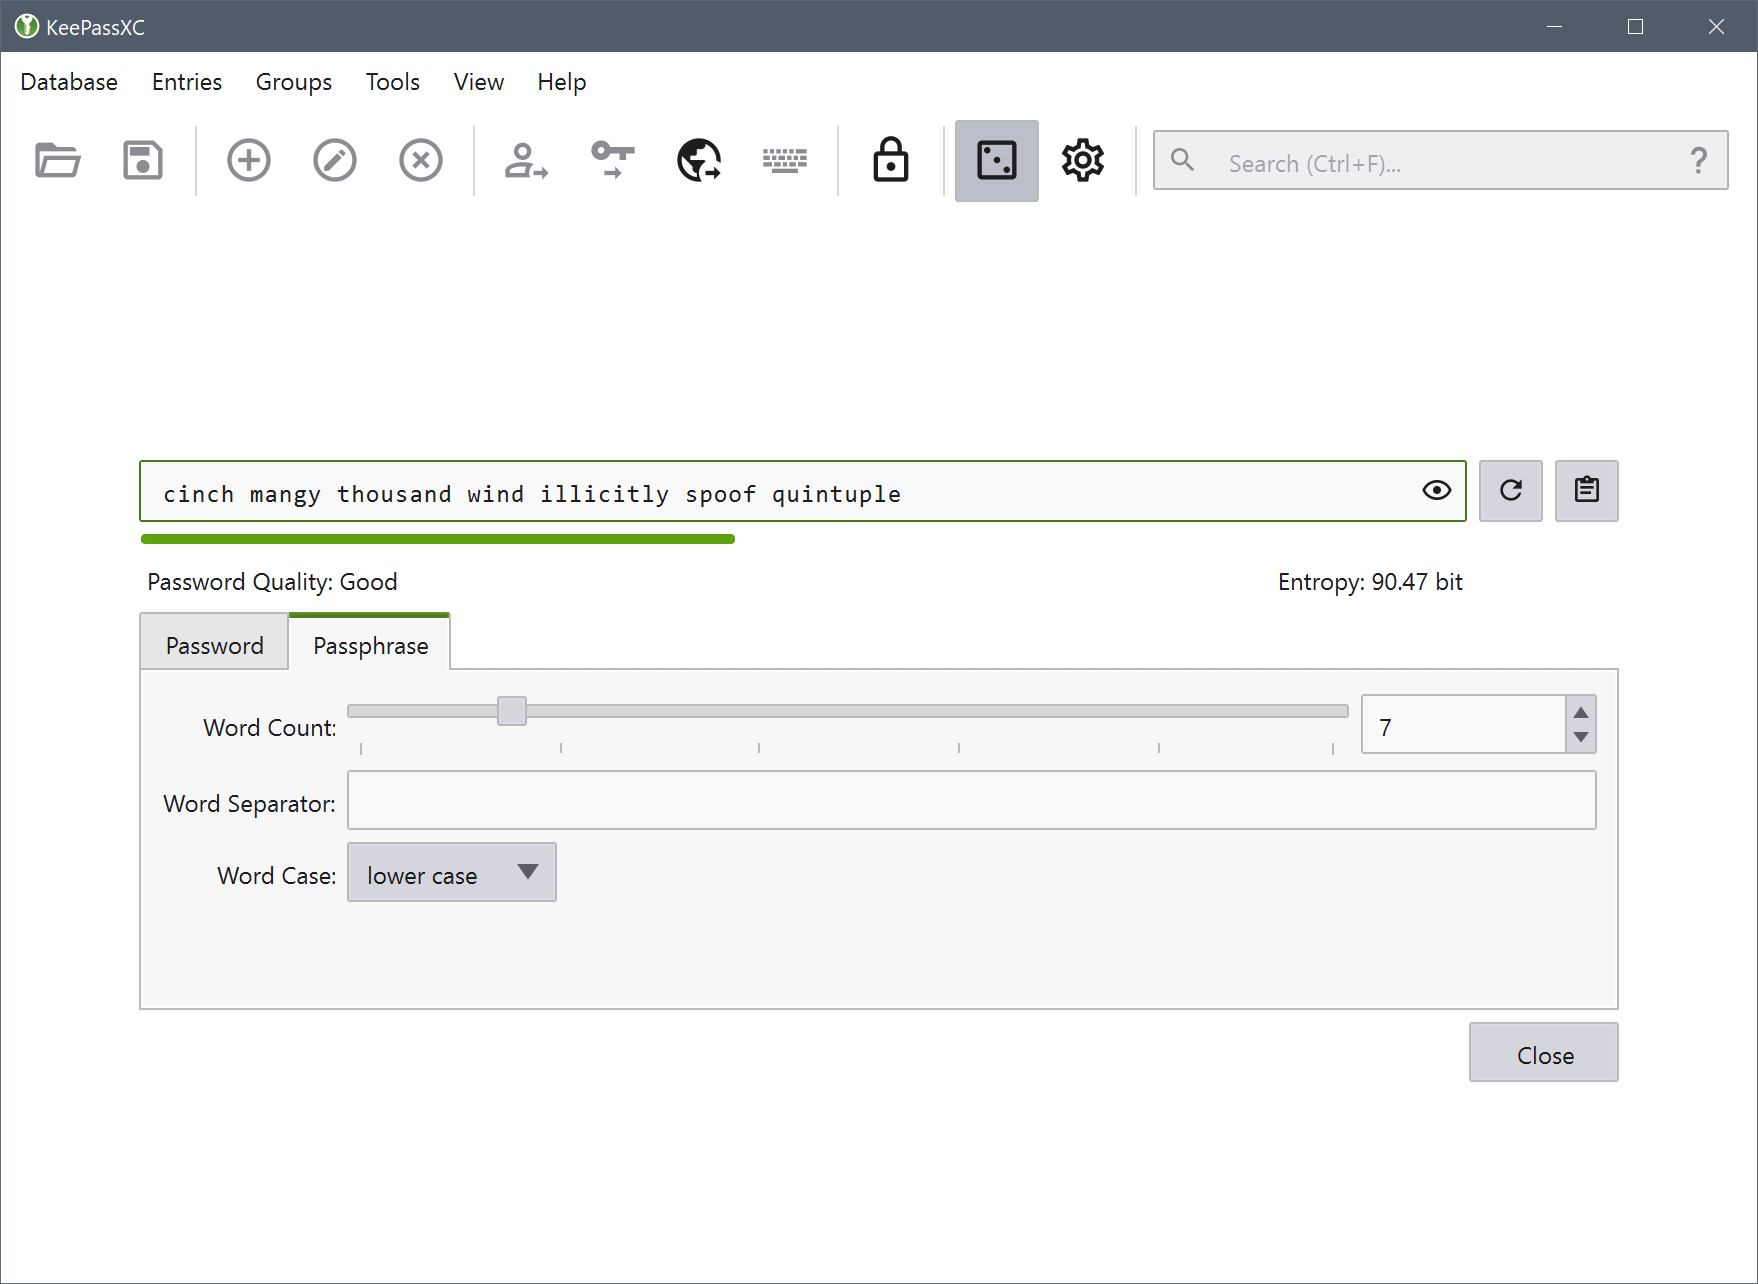 KeePassXC
Database Entries Groups Tools View Help
Search (Ctrl+F)... ?
cinch mangy thousand wind illicitly spoof quintuple
Password Quality: Good Entropy: 90.47 bit
Password Passphrase
Word Count: 7
Word Separator:
Word Case: lower case
Close